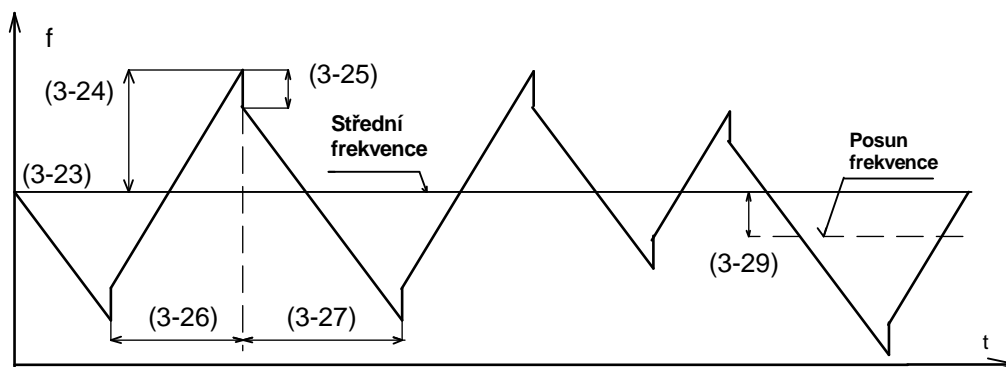 f
(3-25)
(3-24)
Střední
frekvence
Posun
frekvence
(3-23)
(3-29)
(3-26)
(3-27)
t